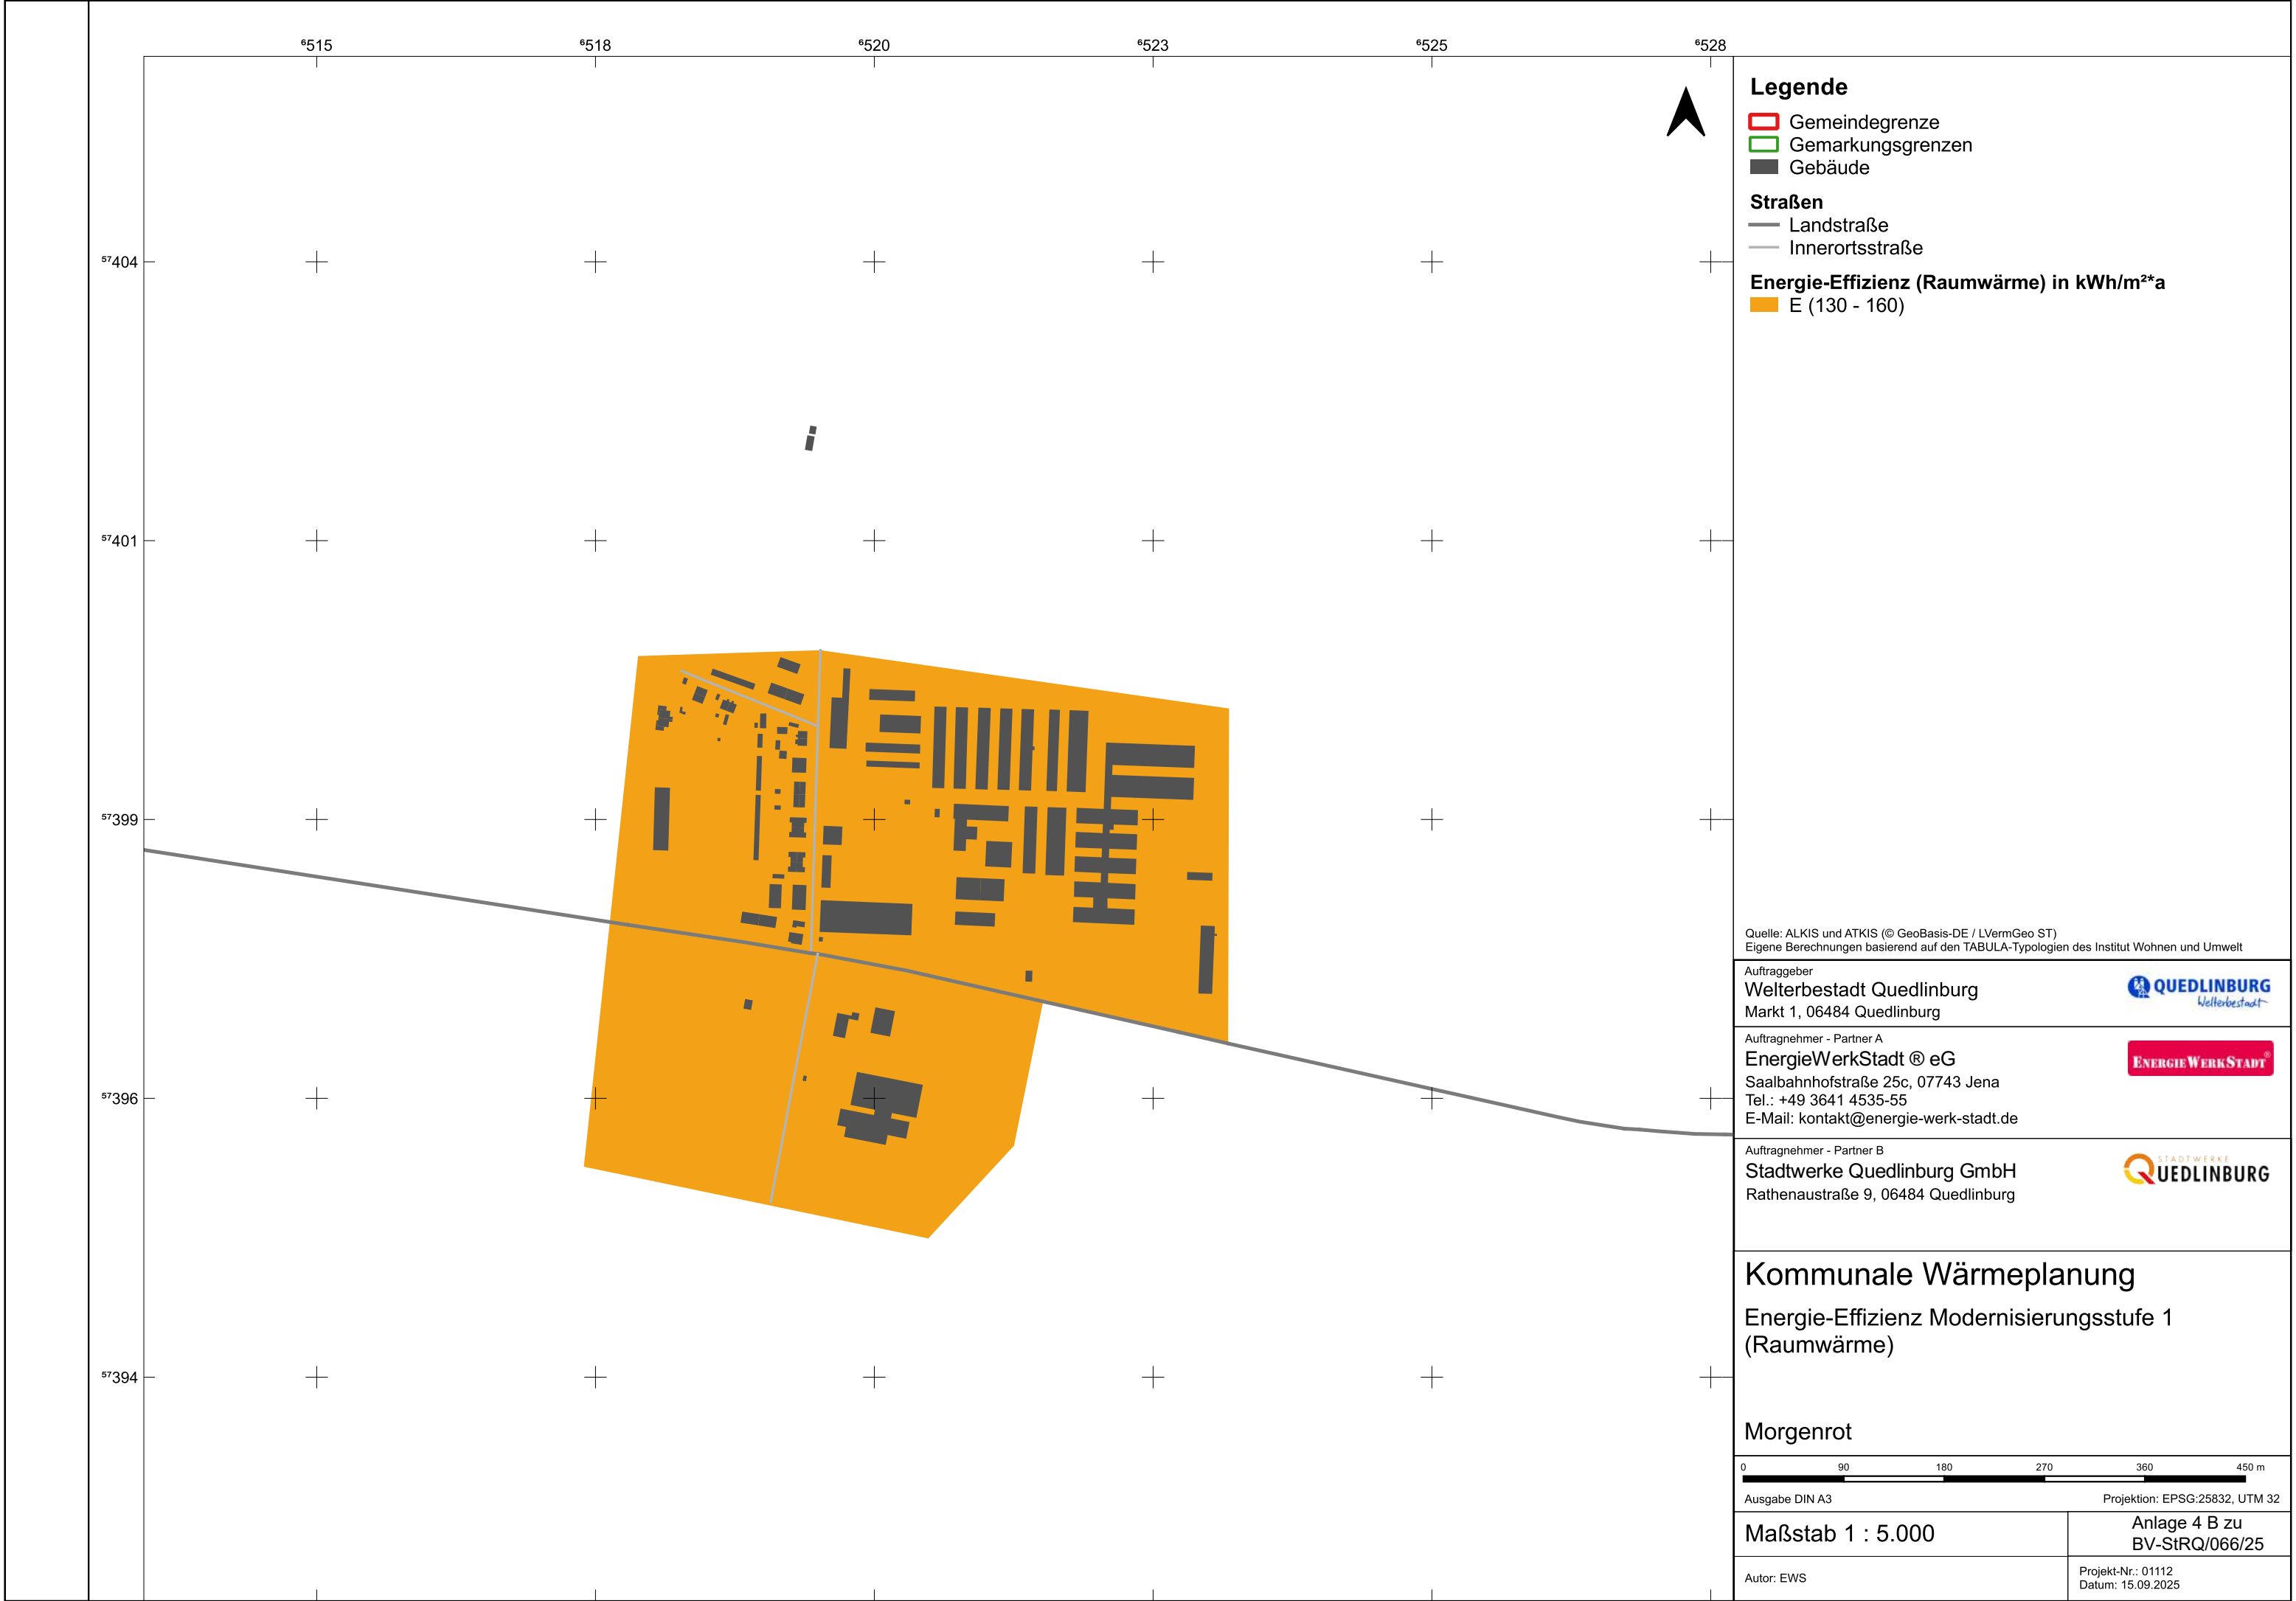 ⁶515 ⁶518 ⁶520 ⁶523 ⁶525 ⁶528
⁵⁷404
⁵⁷401
⁵⁷399
⁵⁷396
⁵⁷394
Legende
Gemeindegrenze
Gemarkungsgrenzen
Gebäude
Straßen
Landstraße
Innerortsstraße
Energie-Effizienz (Raumwärme) in kWh/m²*a
E (130 - 160)
Quelle: ALKIS und ATKIS (© GeoBasis-DE / LVermGeo ST)
Eigene Berechnungen basierend auf den TABULA-Typologien des Institut Wohnen und Umwelt
Auftraggeber
Welterbestadt Quedlinburg
Markt 1, 06484 Quedlinburg
QUEDLINBURG
Welterbestadt
Auftragnehmer - Partner A
EnergieWerkStadt ® eG
Saalbahnhofstraße 25c, 07743 Jena
Tel.: +49 3641 4535-55
E-Mail: kontakt@energie-werk-stadt.de
ENERGIEWERKSTADT®
Auftragnehmer - Partner B
Stadtwerke Quedlinburg GmbH
Rathenaustraße 9, 06484 Quedlinburg
STADTWERKE
QUEDLINBURG
Kommunale Wärmeplanung
Energie-Effizienz Modernisierungsstufe 1
(Raumwärme)
Morgenrot
0 90 180 270 360 450 m
Ausgabe DIN A3 Projektion: EPSG:25832, UTM 32
Maßstab 1 : 5.000
Anlage 4 B zu
BV-StRQ/066/25
Autor: EWS
Projekt-Nr.: 01112
Datum: 15.09.2025